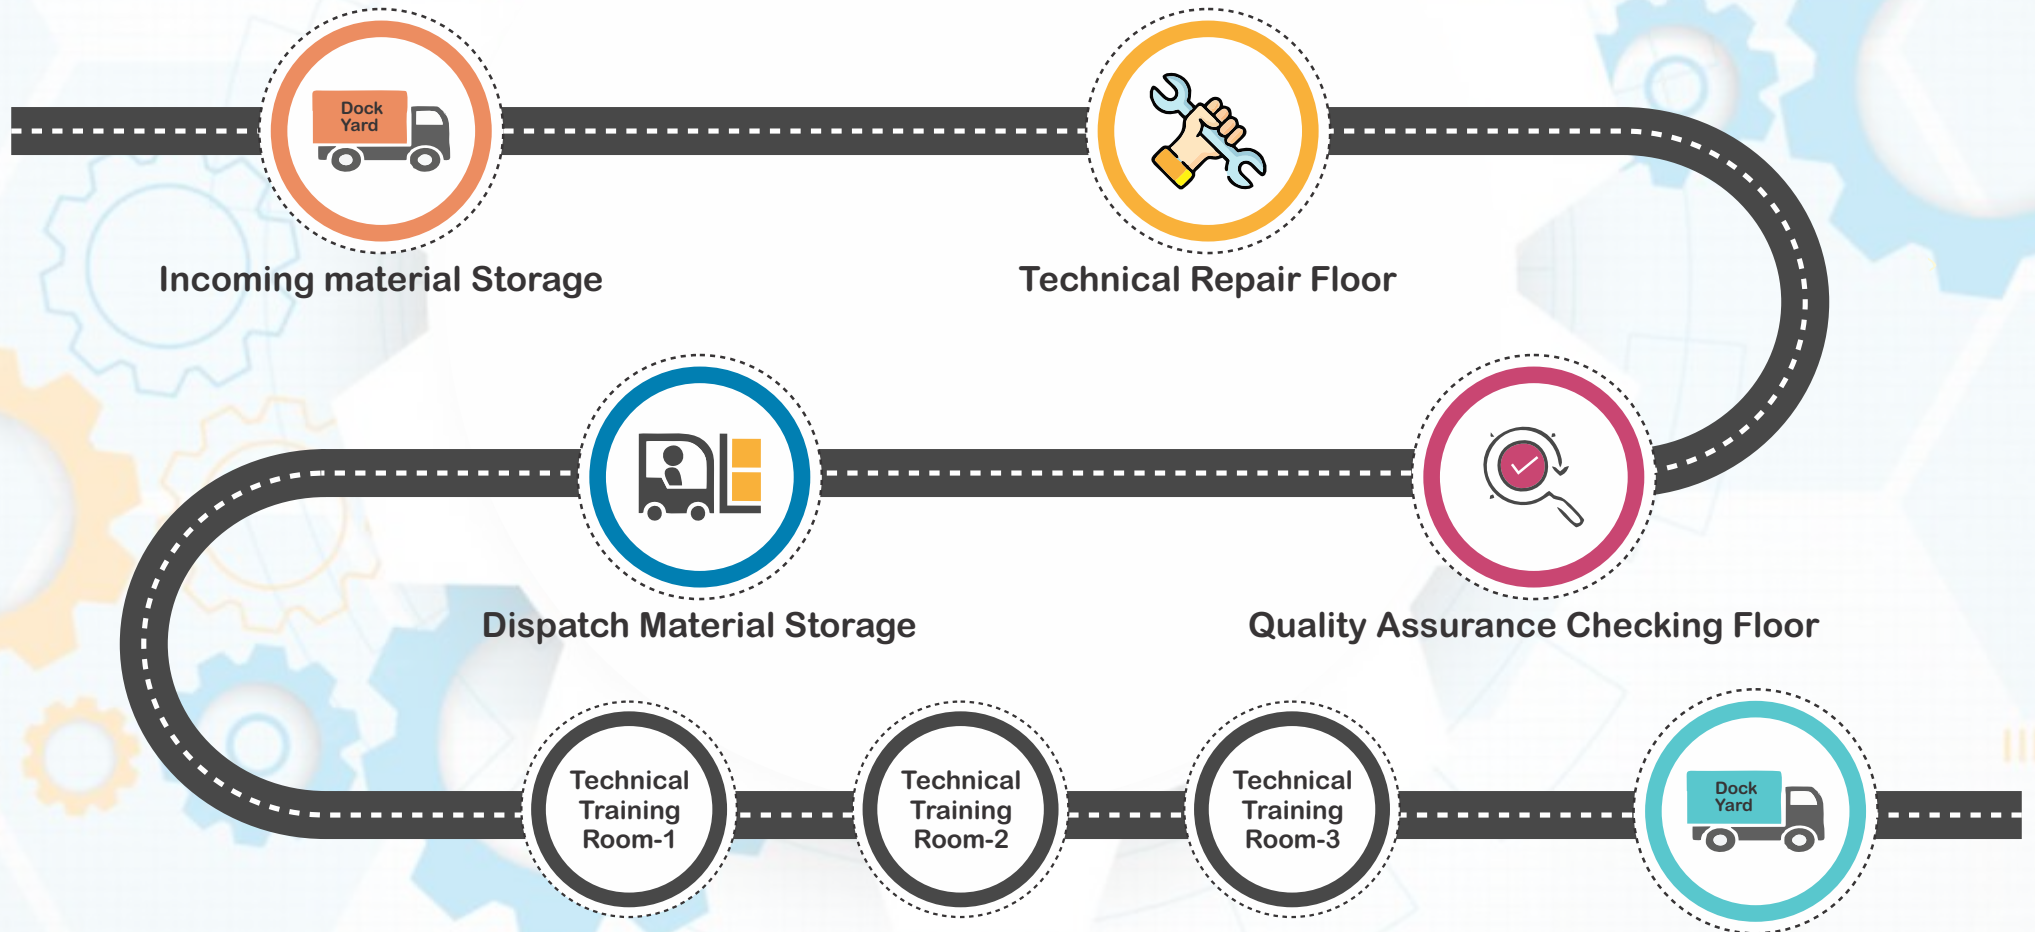 Dock
Yard
Incoming material Storage
Technical Repair Floor
Dispatch Material Storage
Quality Assurance Checking Floor
Technical
Training
Room-1
Technical
Training
Room-2
Technical
Training
Room-3
Dock
Yard